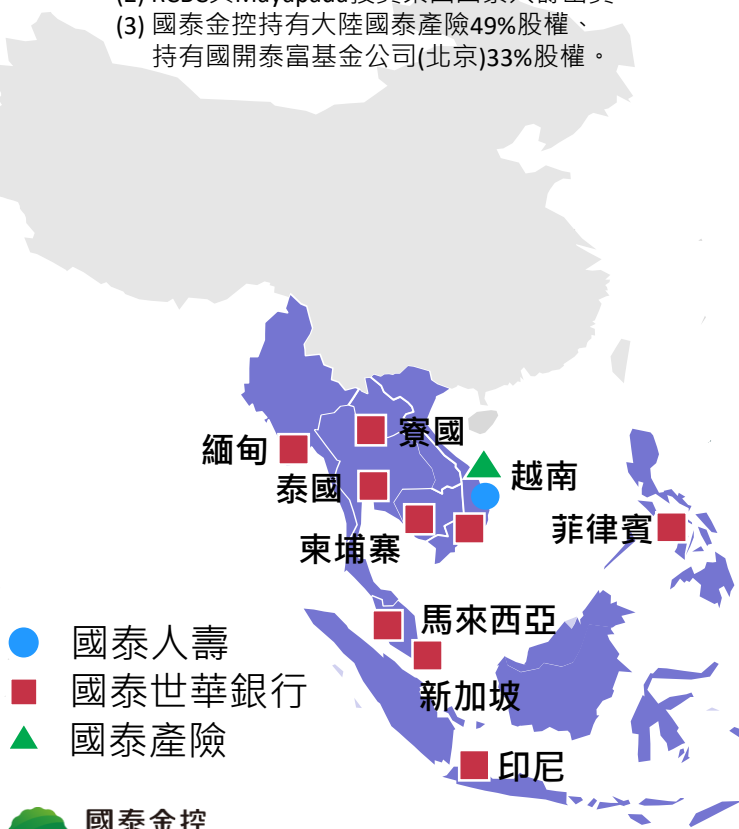 (3) 國泰金控持有大陸國泰產險49%股權、
持有國開泰富基金公司(北京)33%股權。
寮國
緬甸
越南
泰國
菲律賓
柬埔寨
馬來西亞
國泰人壽
國泰世華銀行
新加坡
國泰產險
印尼
國泰金控